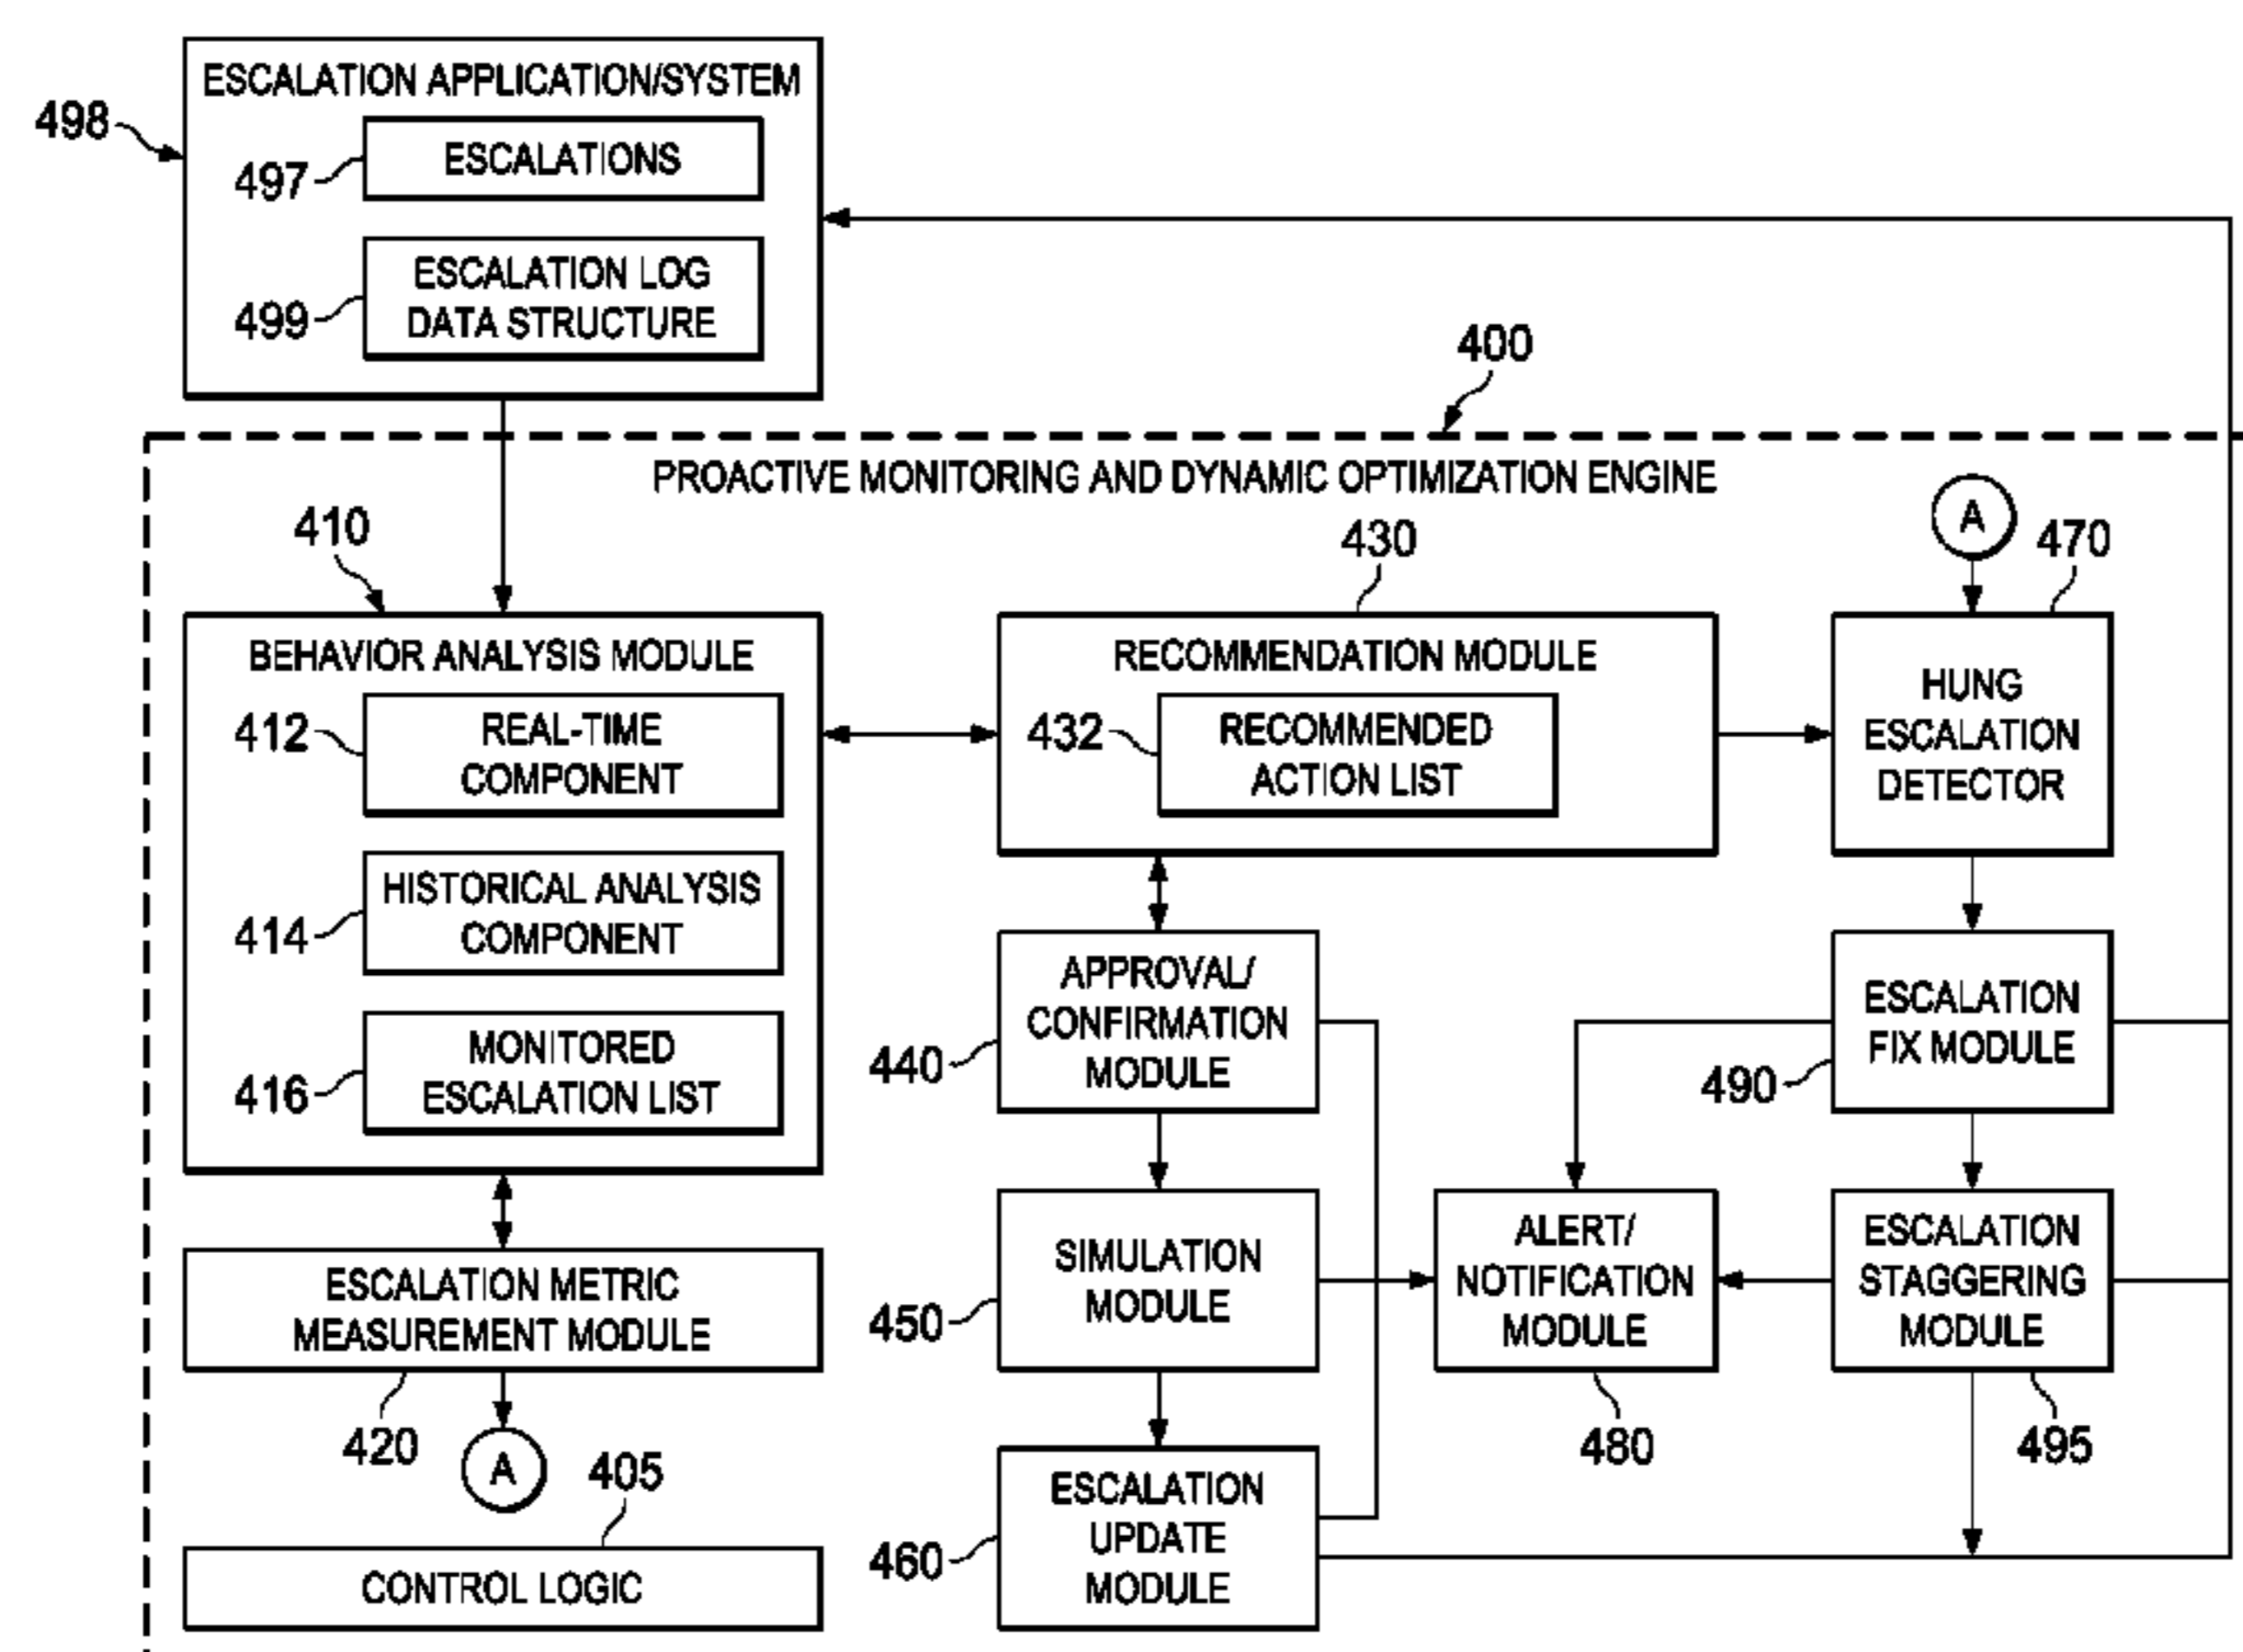 ESCALATION APPLICATION/SYSTEM
498
ESCALATIONS
497
ESCALATION LOG
DATA STRUCTURE
499
400
PROACTIVE MONITORING AND DYNAMIC OPTIMIZATION ENGINE
410
BEHAVIOR ANALYSIS MODULE
412
REAL-TIME
COMPONENT
414
HISTORICAL ANALYSIS
COMPONENT
416
MONITORED
ESCALATION LIST
ESCALATION METRIC
MEASUREMENT MODULE
420
A
405
CONTROL LOGIC
430
RECOMMENDATION MODULE
432
RECOMMENDED
ACTION LIST
APPROVAL/
CONFIRMATION
MODULE
440
SIMULATION
MODULE
450
ESCALATION
UPDATE
MODULE
460
ALERT/
NOTIFICATION
MODULE
480
A
470
HUNG
ESCALATION
DETECTOR
ESCALATION
FIX MODULE
490
ESCALATION
STAGGERING
MODULE
495